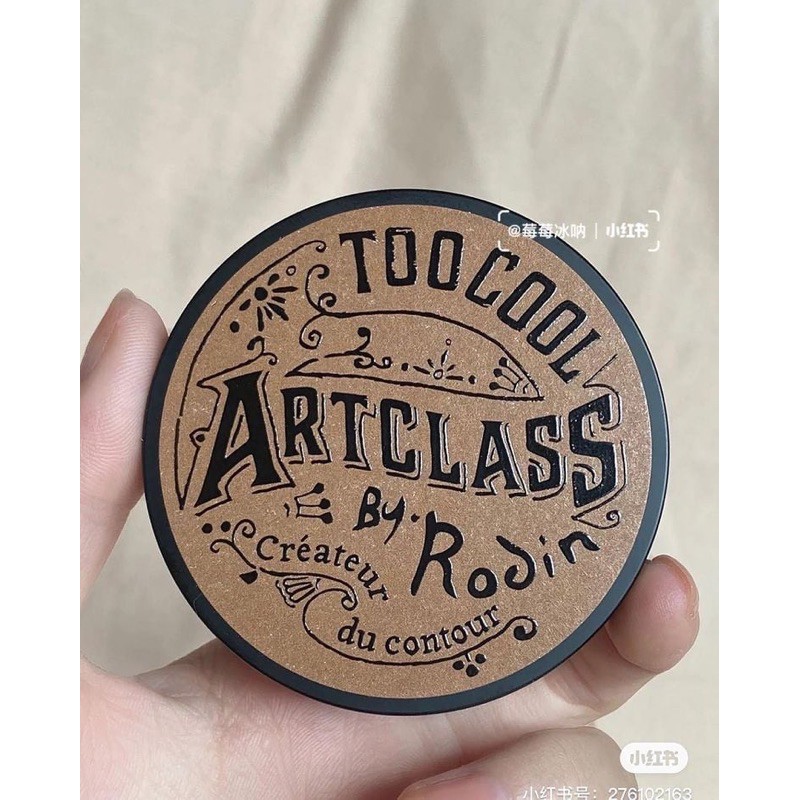 @莓莓冰呐 | 小红书
TOO COOL
ARTCLASS
By. Rodin
Créateur
du contour
小红书
小红书号: 276102163